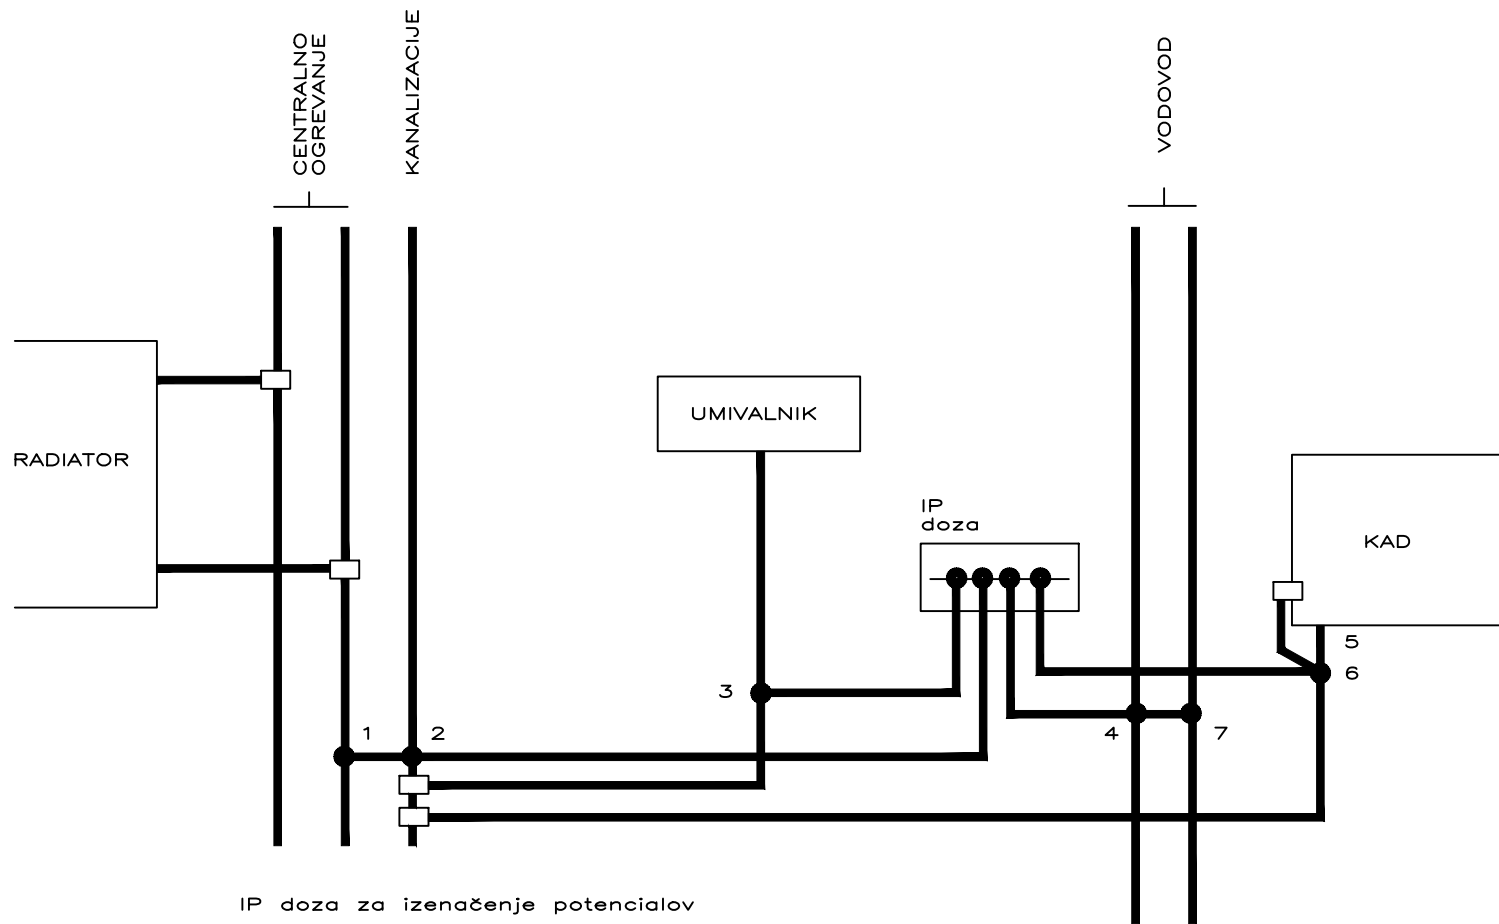 CENTRALNO
OGREVANJE
KANALIZACIJE
VODOVOD
UMIVALNIK
RADIATOR
IP
doza
KAD
5
6
3
1
2
4
7
IP doza za izenačenje potencialov